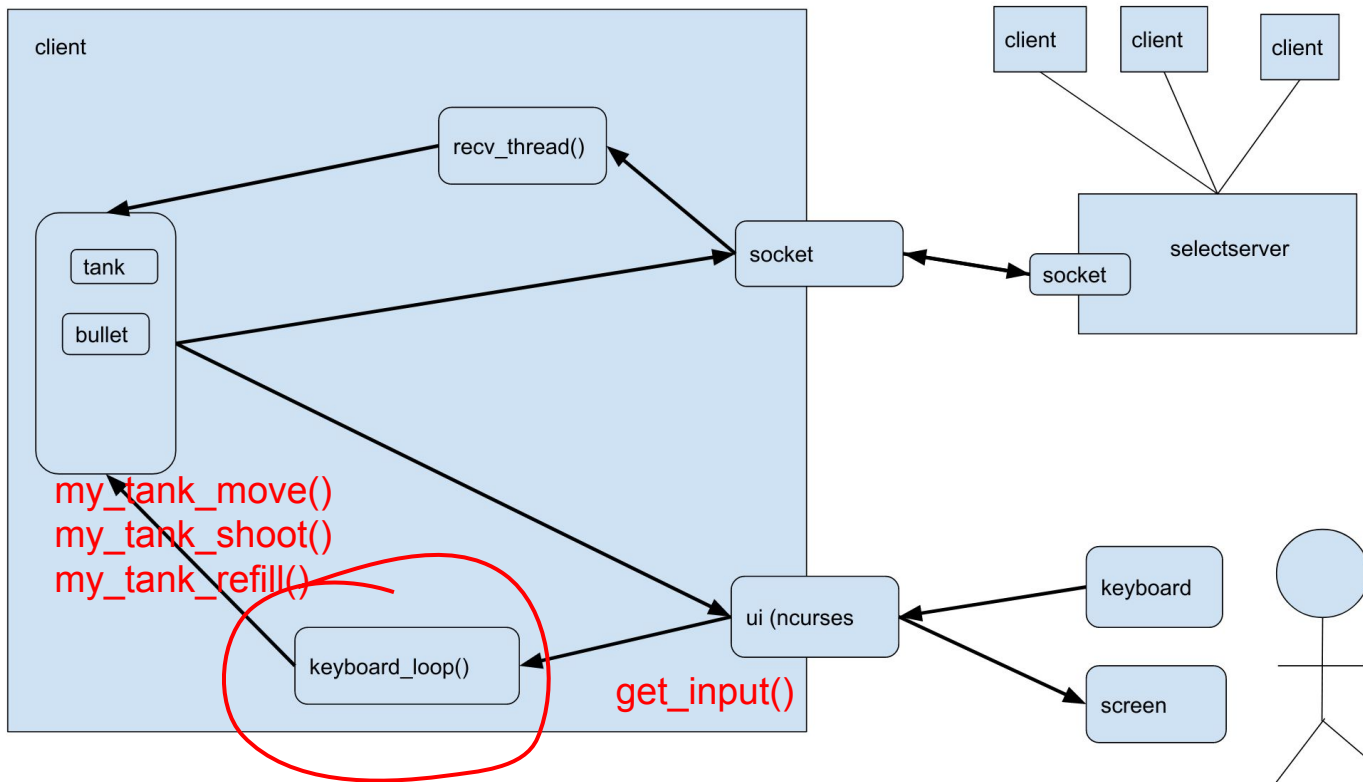 client
client
client
client
recv_thread()
tank
socket
selectserver
socket
bullet
my_tank_move()
my_tank_shoot()
my_tank_refill()
keyboard_loop()
ui (ncurses
get_input()
keyboard
screen